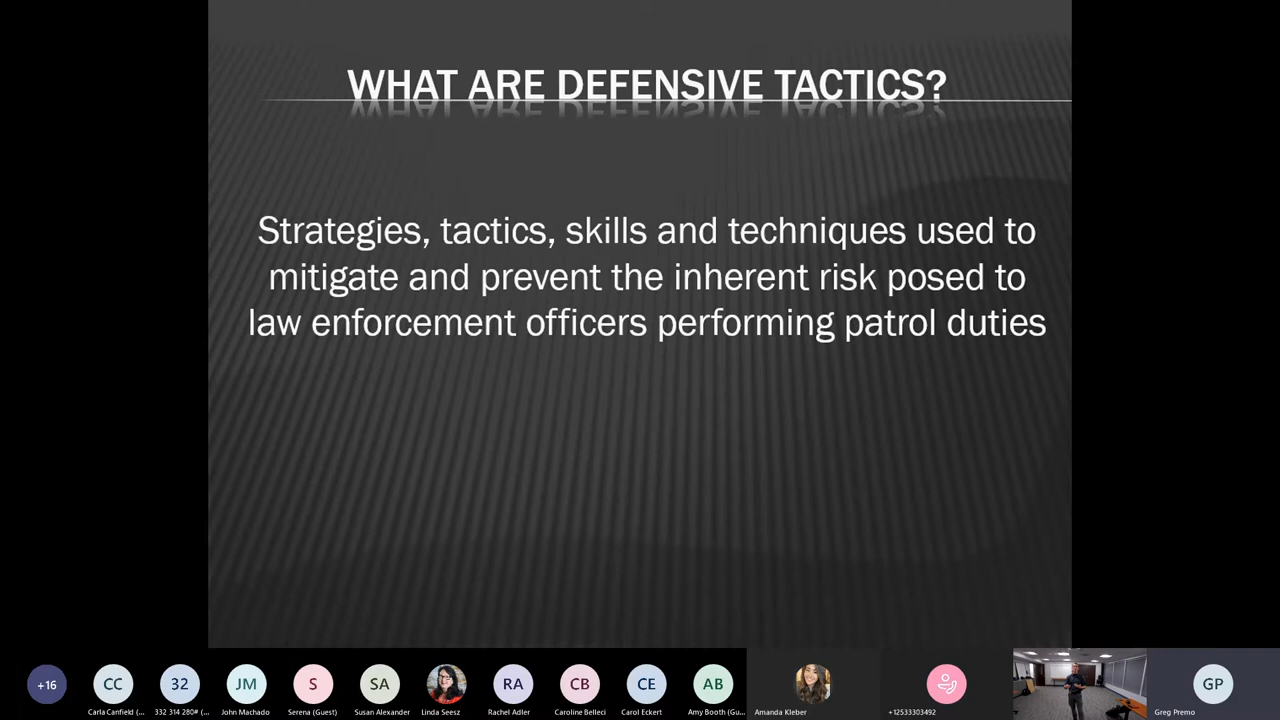 WHAT ARE DEFENSIVE TACTICS?
Strategies, tactics, skills and techniques used to
mitigate and prevent the inherent risk posed to
law enforcement officers performing patrol duties
+16
CC
32
JM
S
SA
RA
CB
CE
AB
GP
Carla Canfield (...
332 314 280# (...
John Machado
Serena (Guest)
Susan Alexander
Linda Seesz
Rachel Adler
Caroline Belleci
Carol Eckert
Amy Booth (Gu...
Amanda Kleber
+12533303492
Greg Premo